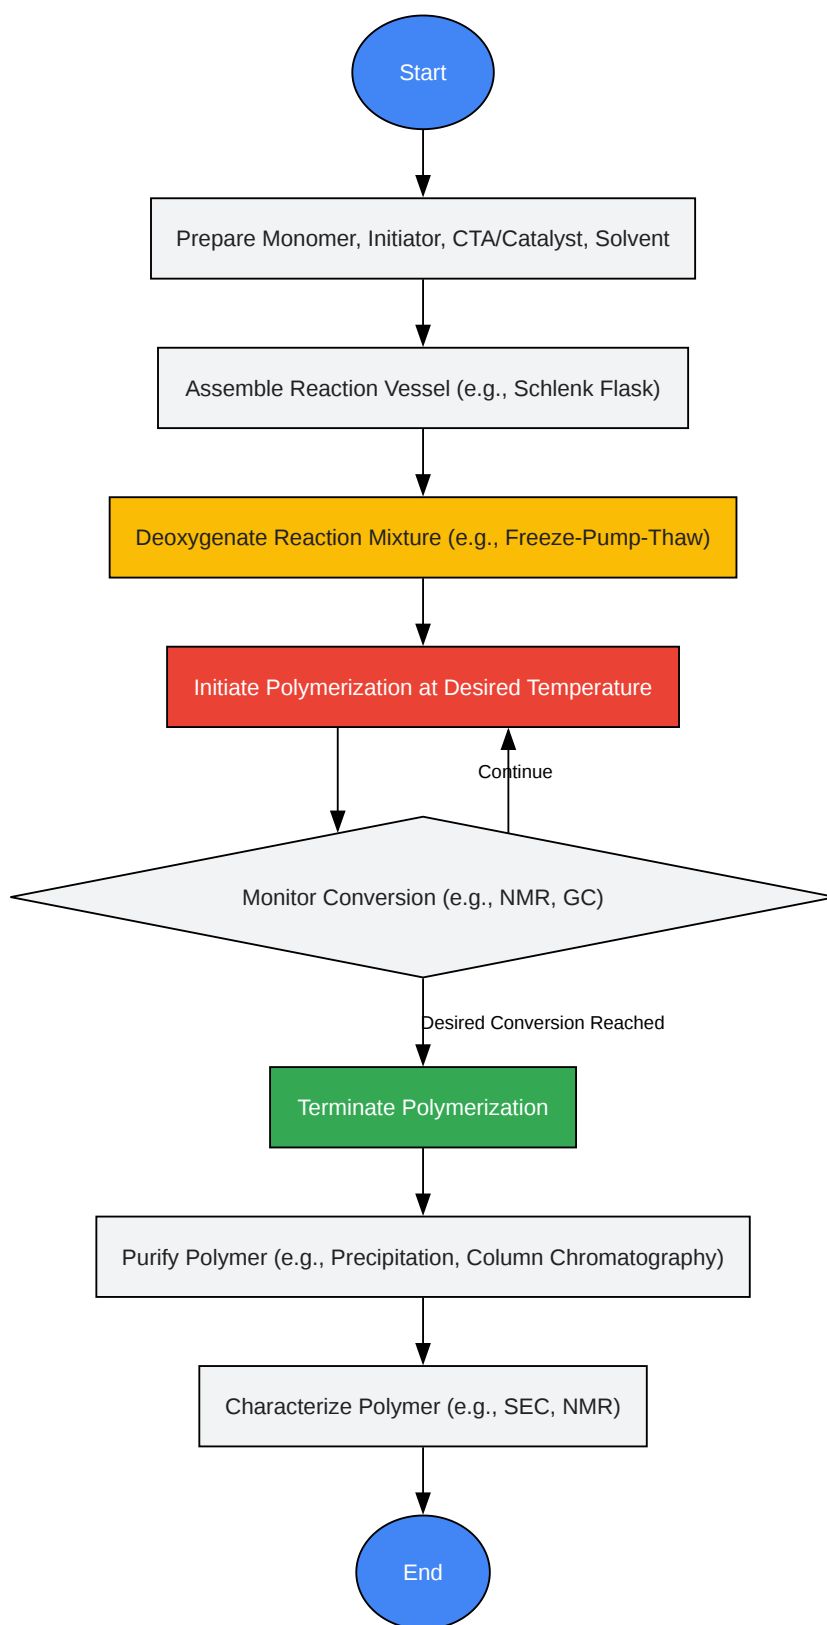 Start
Prepare Monomer, Initiator, CTA/Catalyst, Solvent
Assemble Reaction Vessel (e.g., Schlenk Flask)
Deoxygenate Reaction Mixture (e.g., Freeze-Pump-Thaw)
Initiate Polymerization at Desired Temperature
Continue
Monitor Conversion (e.g., NMR, GC)
Desired Conversion Reached
Terminate Polymerization
Purify Polymer (e.g., Precipitation, Column Chromatography)
Characterize Polymer (e.g., SEC, NMR)
End